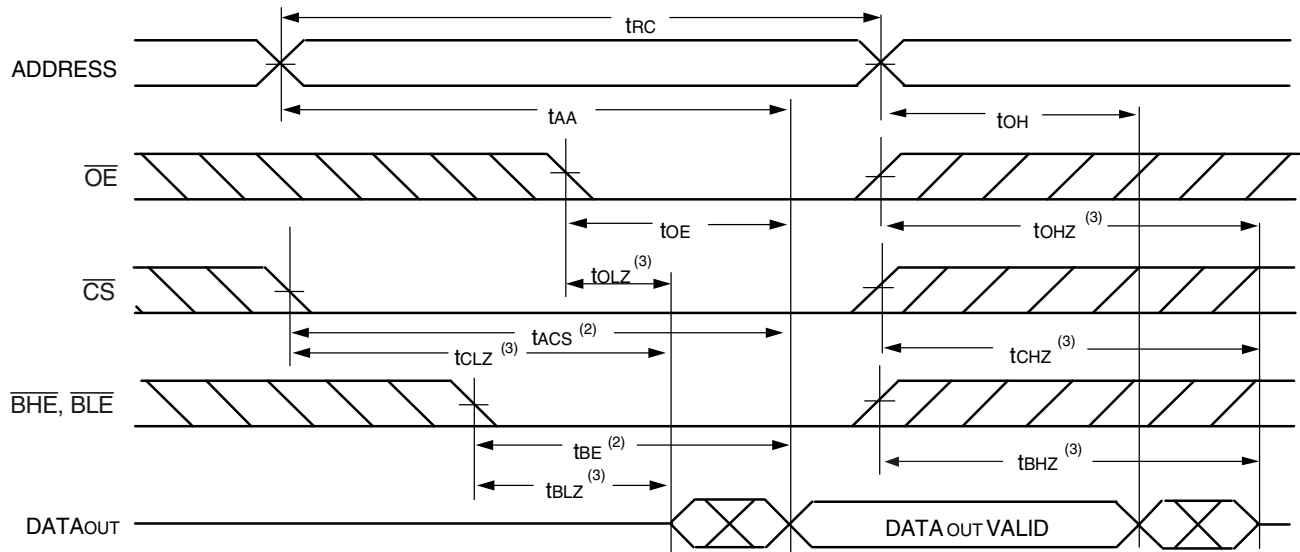 tRC
ADDRESS
tAA
tOH
OE
tOE
tOHZ (3)
tOLZ (3)
CS
tACS (2)
tCLZ (3)
tCHZ (3)
BHE, BLE
tBE (2)
tBHZ (3)
tBLZ (3)
DATAOUT
DATA OUT VALID